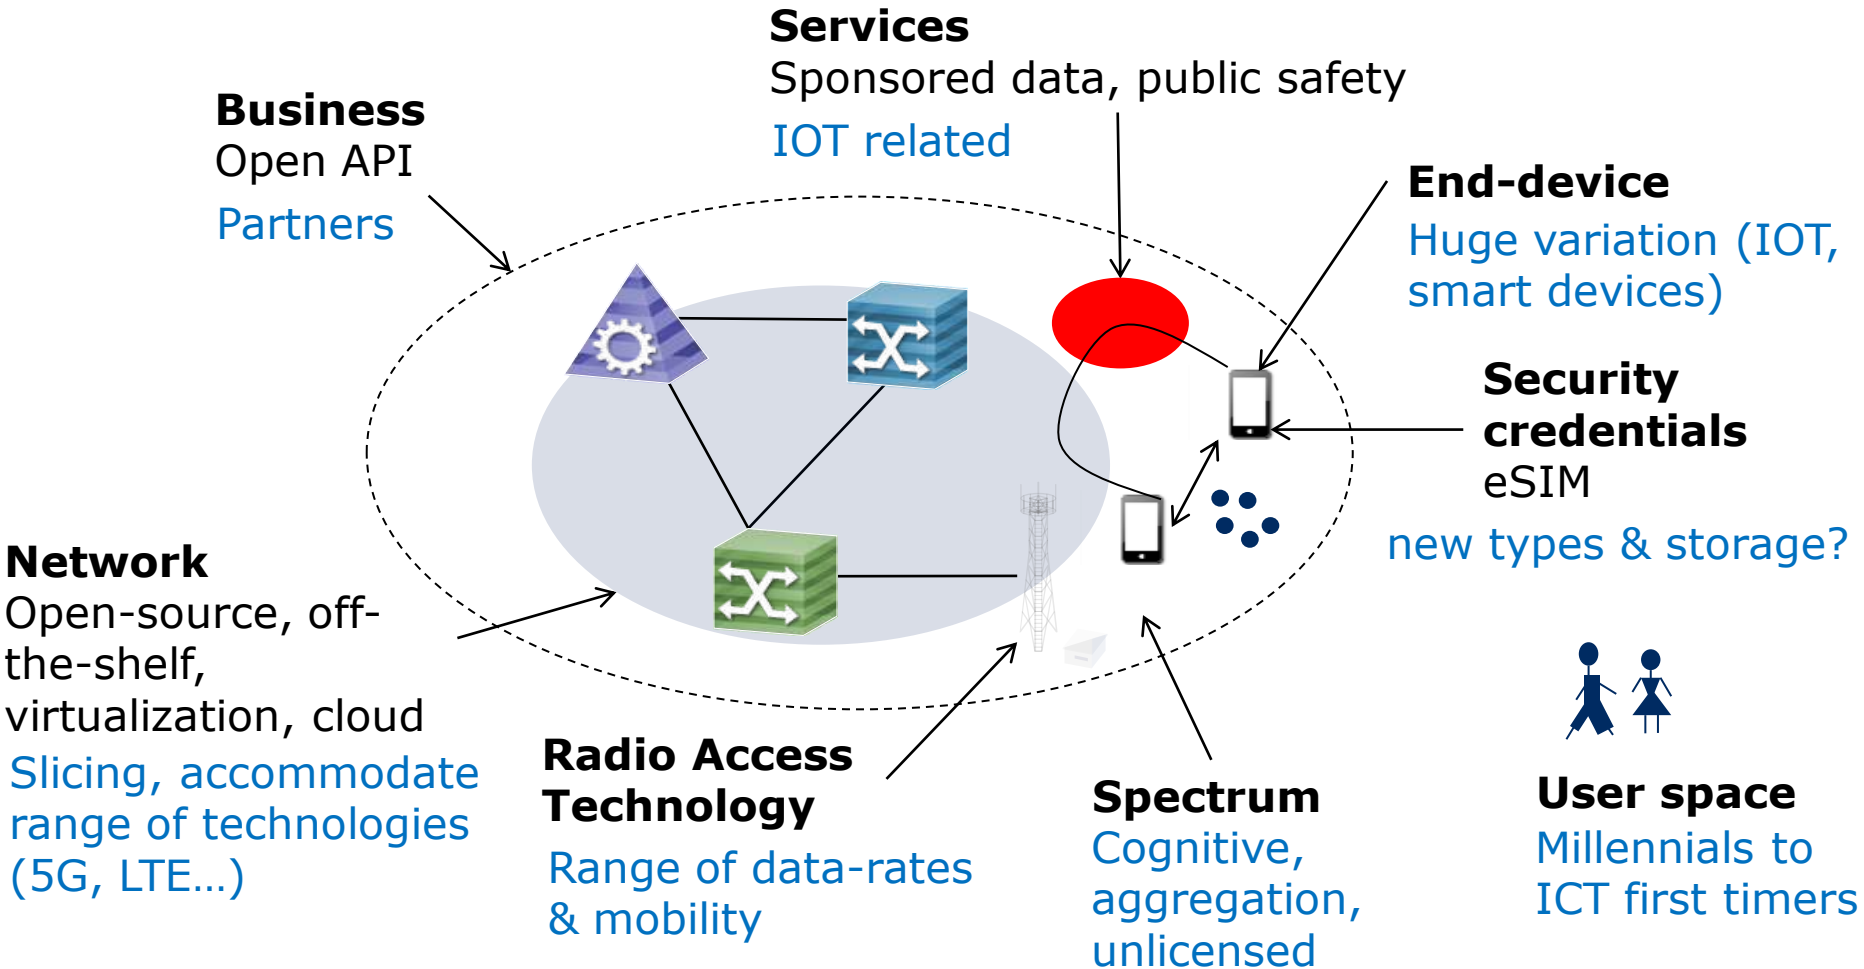 Services
Sponsored data, public safety
IOT related
Business
Open API
Partners
End-device
Huge variation (IOT,
smart devices)
Security
credentials
eSIM
new types & storage?
Network
Open-source, off-
the-shelf,
virtualization, cloud
Slicing, accommodate
range of technologies
(5G, LTE...)
Radio Access
Technology
Range of data-rates
& mobility
Spectrum
Cognitive,
aggregation,
unlicensed
User space
Millennials to
ICT first timers